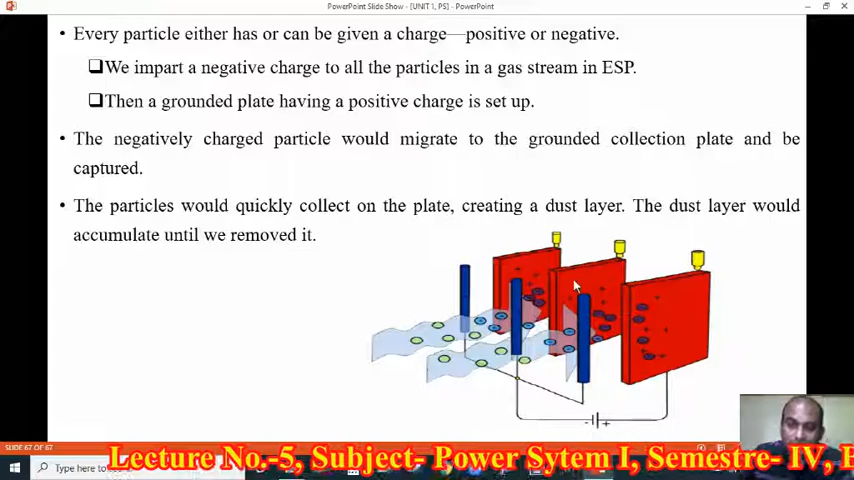 PowerPoint Slide Show - [UNIT 1, PS] - PowerPoint
• Every particle either has or can be given a charge—positive or negative.
❑We impart a negative charge to all the particles in a gas stream in ESP.
❑Then a grounded plate having a positive charge is set up.
• The negatively charged particle would migrate to the grounded collection plate and be
captured.
• The particles would quickly collect on the plate, creating a dust layer. The dust layer would
accumulate until we removed it.
- +
SLIDE 67 OF 67
Type here to
Lecture No.-5, Subject- Power Sytem I, Semestre- IV, E